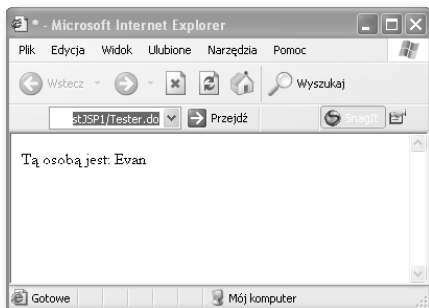 * - Microsoft Internet Explorer
Plik Edycja Widok Ulubione Narzędzia Pomoc
Wstecz Wyszukaj
stJSP1/Tester.do Przejdź SnagIt
Tą osobą jest: Evan
Gotowe Mój komputer